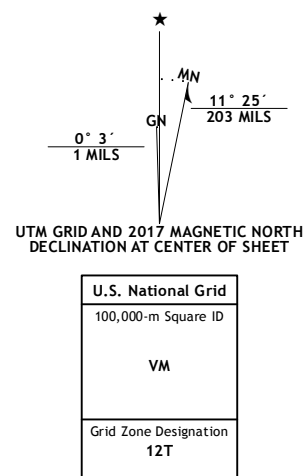 ★
MN
11° 25´
203 MILS
GN
0° 3´
1 MILS
UTM GRID AND 2017 MAGNETIC NORTH
DECLINATION AT CENTER OF SHEET
U.S. National Grid
100,000-m Square ID
VM
Grid Zone Designation
12T